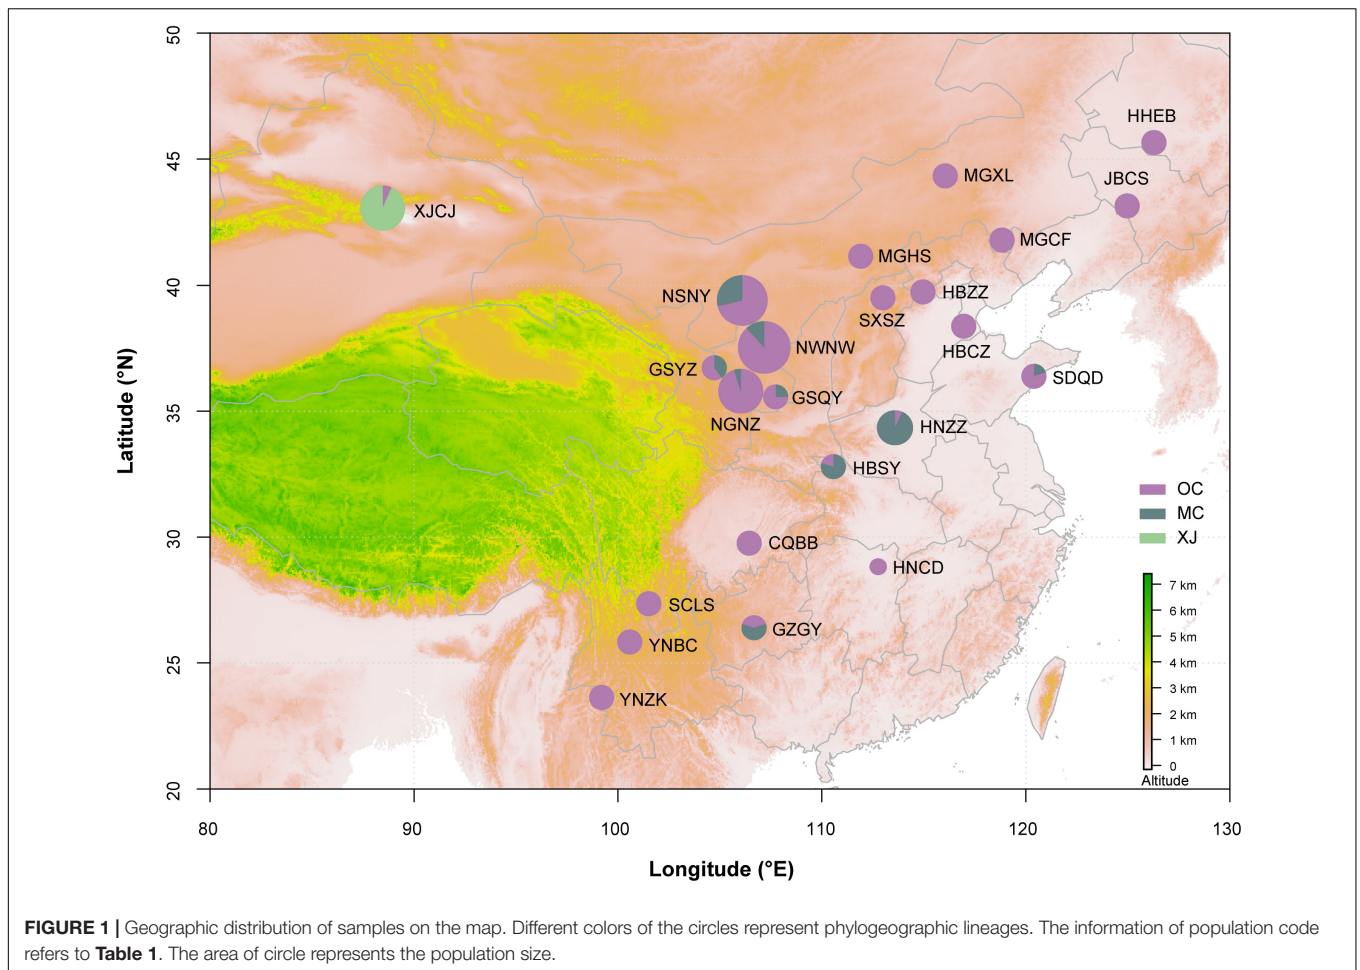 50
45
40
35
30
25
20
Latitude (°N)
HHEB
MGXL
JBCS
XJCJ
MGCF
MGHS
NSNY
HBZZ
SXSZ
NWNW
HBCZ
GSYZ
SDQD
GSQY
NGNZ
HNZZ
HBSY
OC
MC
XJ
CQBB
HNCD
SCLS
GZGY
YNBC
YNZK
7 km
6 km
5 km
4 km
3 km
2 km
1 km
0
Altitude
80 90 100 110 120 130
Longitude (°E)
FIGURE 1 | Geographic distribution of samples on the map. Different colors of the circles represent phylogeographic lineages. The information of population code
refers to Table 1. The area of circle represents the population size.